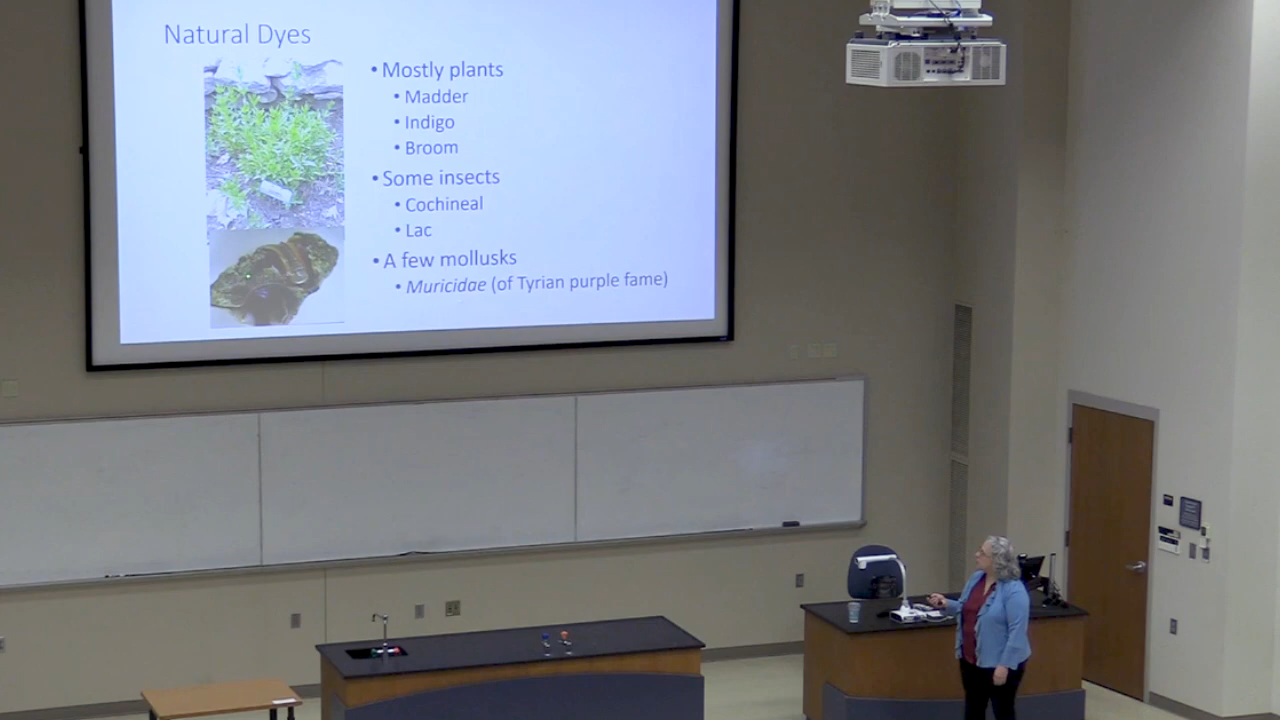 Natural Dyes
• Mostly plants
• Madder
• Indigo
• Broom
• Some insects
• Cochineal
• Lac
• A few mollusks
• Muricidae (of Tyrian purple fame)